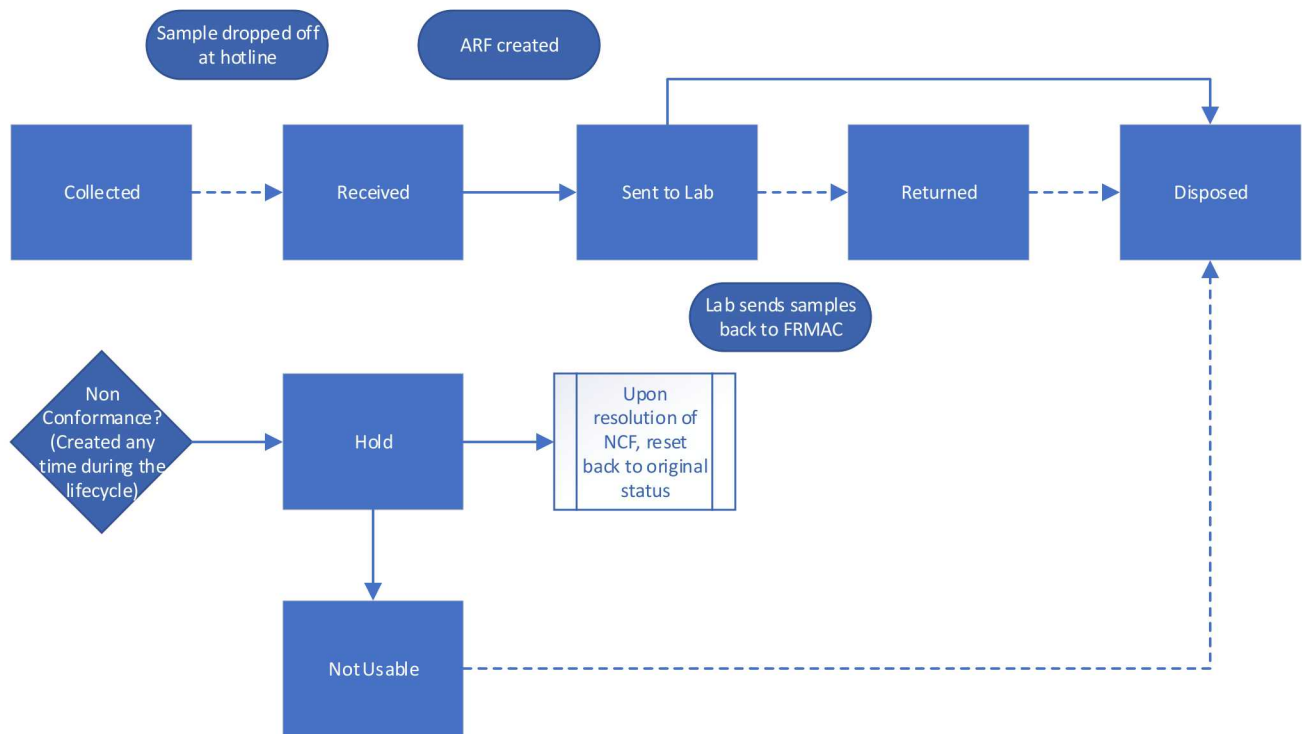 Sample dropped off
at hotline
ARF created
Collected
Received
Sent to Lab
Returned
Disposed
Lab sends samples
back to FRMAC
Non
Conformance?
(Created any
time during the
lifecycle)
Hold
Upon
resolution of
NCF, reset
back to original
status
Not Usable